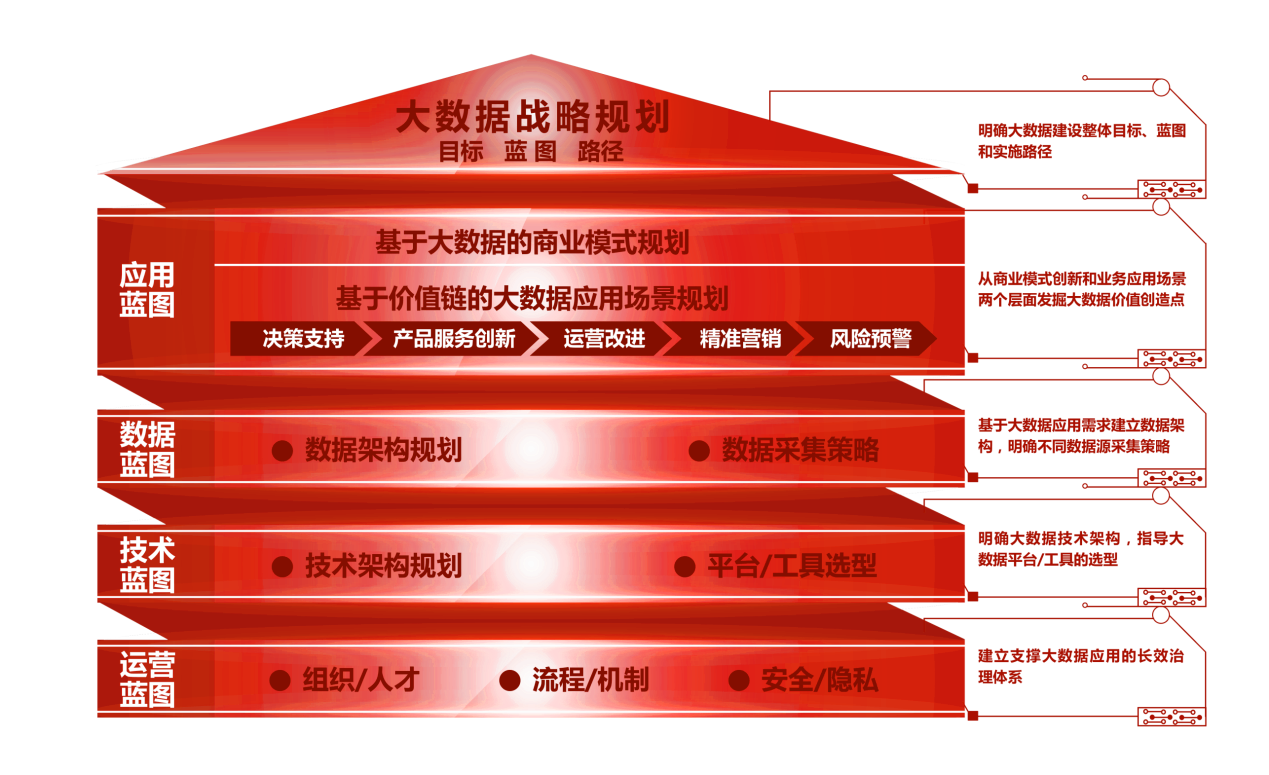 大数据战略规划
目标 蓝图 路径
明确大数据建设整体目标、蓝图
和实施路径
应用
蓝图
基于大数据的商业模式规划
基于价值链的大数据应用场景规划
决策支持 产品服务创新 运营改进 精准营销 风险预警
从商业模式创新和业务应用场景
两个层面发掘大数据价值创造点
数据
蓝图
●数据架构规划 ●数据采集策略
基于大数据应用需求建立数据架
构，明确不同数据源采集策略
技术
蓝图
●技术架构规划 ●平台/工具选型
明确大数据技术架构，指导大
数据平台/工具的选型
运营
蓝图
●组织/人才 ●流程/机制 ●安全/隐私
建立支撑大数据应用的长效治
理体系